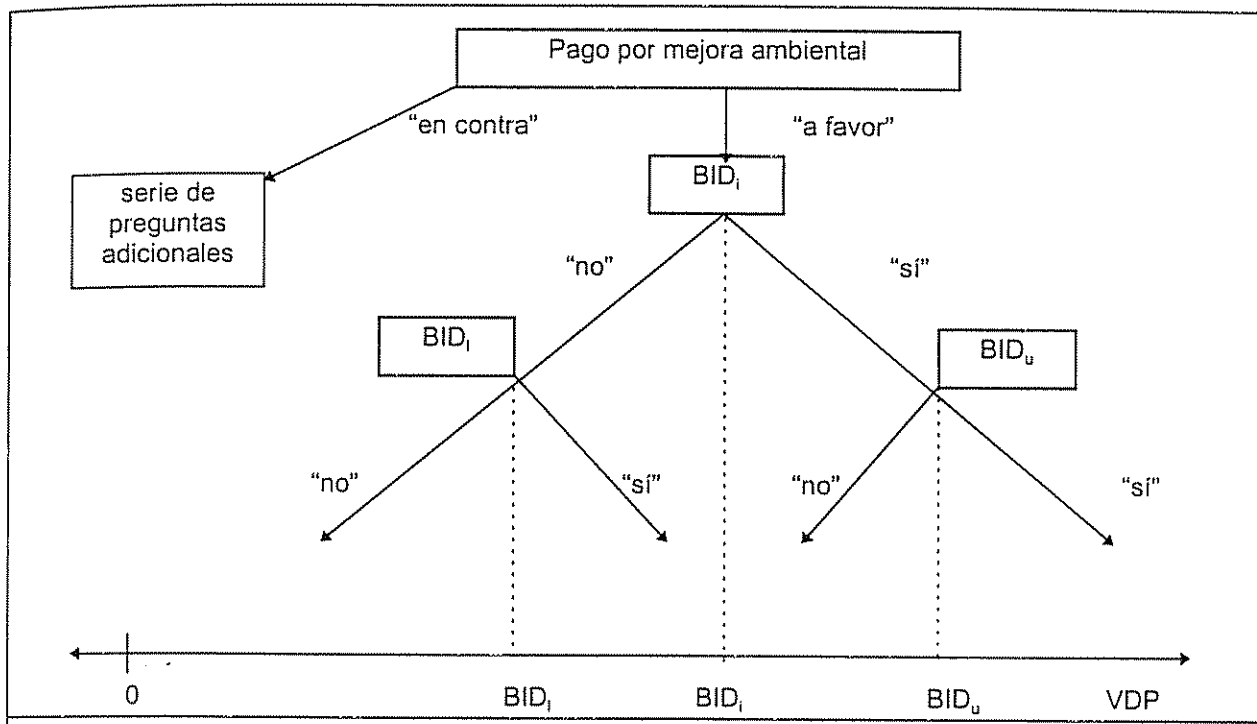 Pago por mejora ambiental
“en contra”
“a favor”
BIDᵢ
serie de
preguntas
adicionales
“no”
“sí”
BIDₗ
BIDᵤ
“no”
“sí”
“no”
“sí”
0
BIDₗ
BIDᵢ
BIDᵤ
VDP